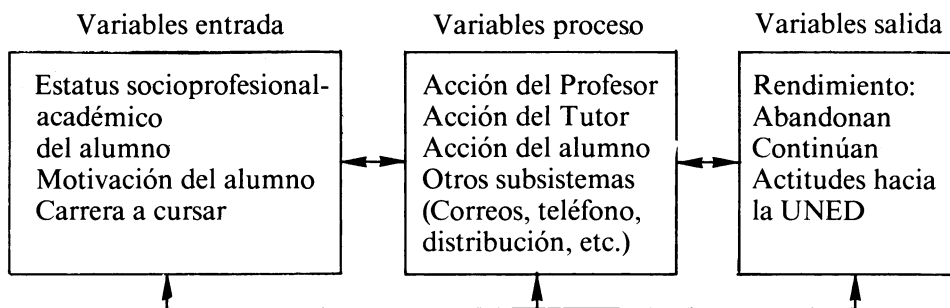 Variables entrada
Estatus socioprofesional-
académico
del alumno
Motivación del alumno
Carrera a cursar
Variables proceso
Acción del Profesor
Acción del Tutor
Acción del alumno
Otros subsistemas
(Correos, teléfono,
distribución, etc.)
Variables salida
Rendimiento:
Abandonan
Continúan
Actitudes hacia
la UNED